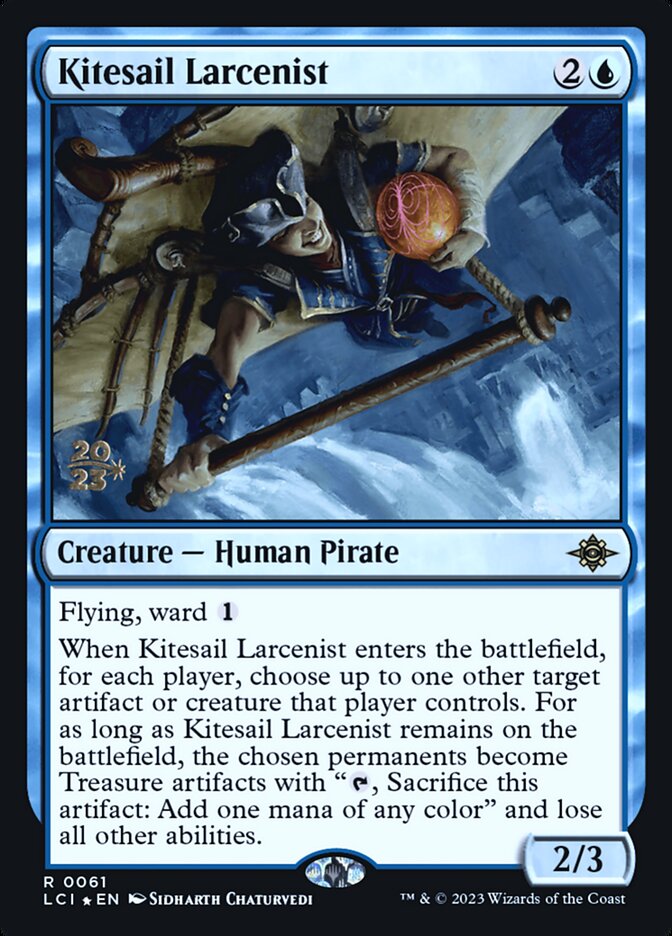 Kitesail Larcenist 2
20
23
Creature — Human Pirate
Flying, ward 1
When Kitesail Larcenist enters the battlefield,
for each player, choose up to one other target
artifact or creature that player controls. For
as long as Kitesail Larcenist remains on the
battlefield, the chosen permanents become
Treasure artifacts with “, Sacrifice this
artifact: Add one mana of any color” and lose
all other abilities.
2/3
R 0061
LCI ★ EN Sidharth Chaturvedi
™ & © 2023 Wizards of the Coast